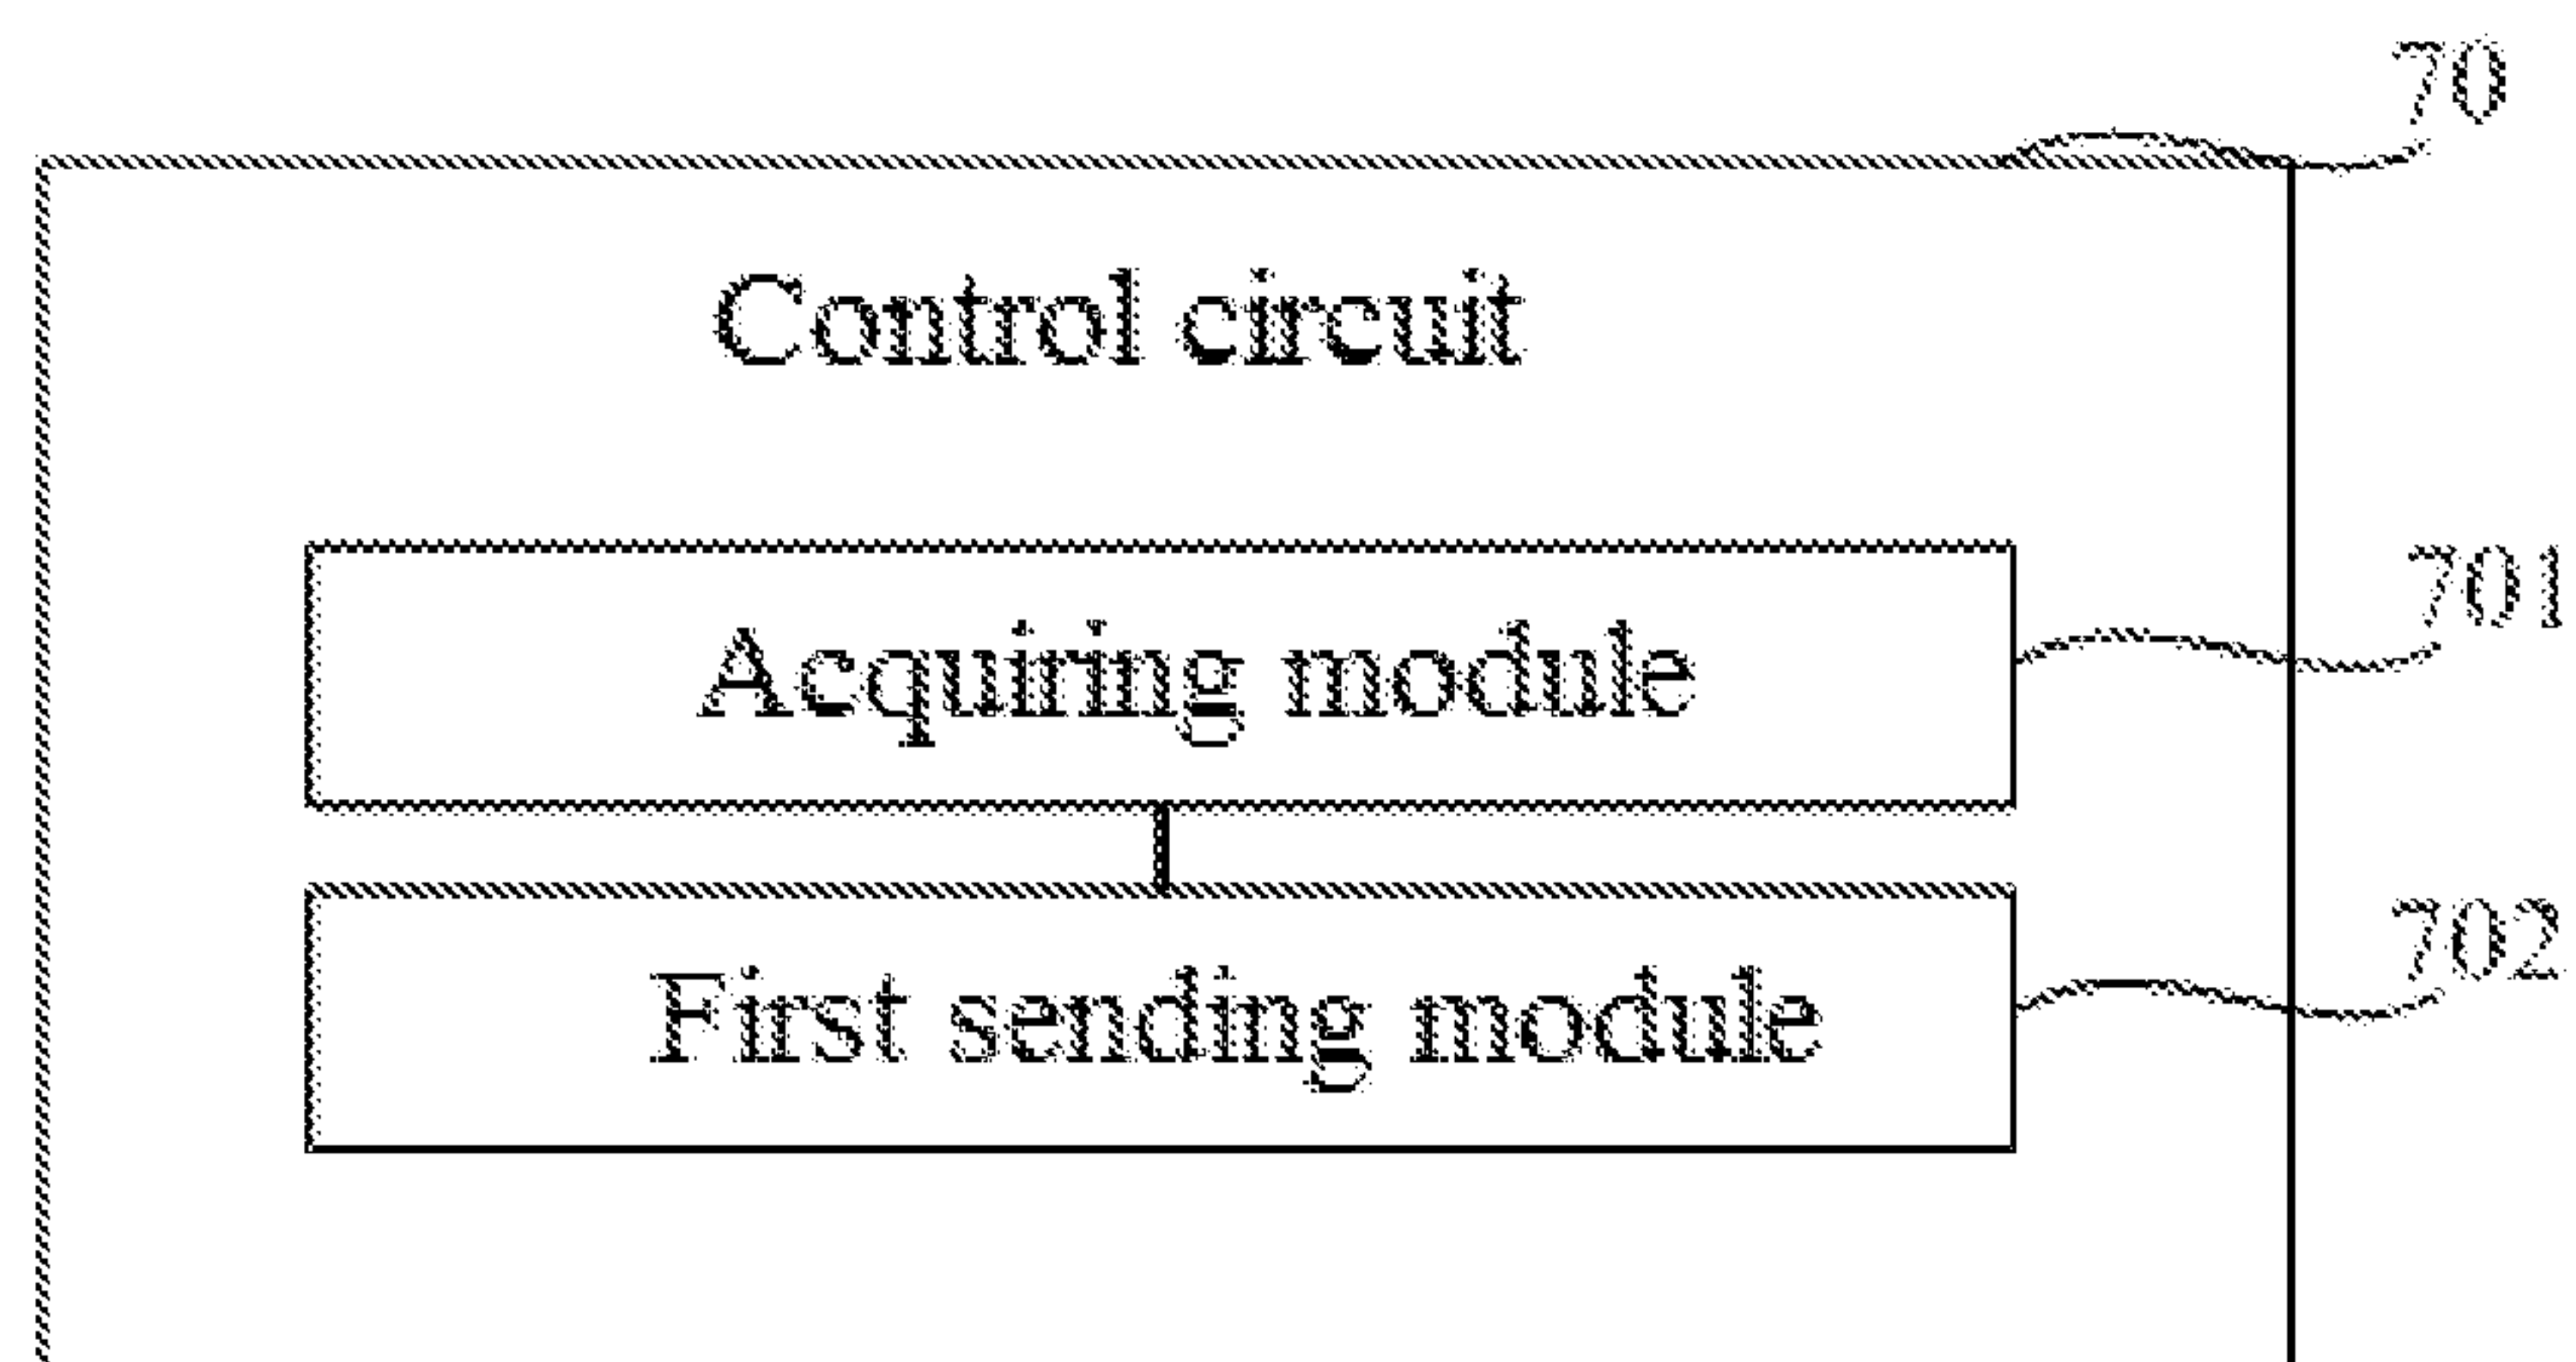 70
Control circuit
701
Acquiring module
702
First sending module